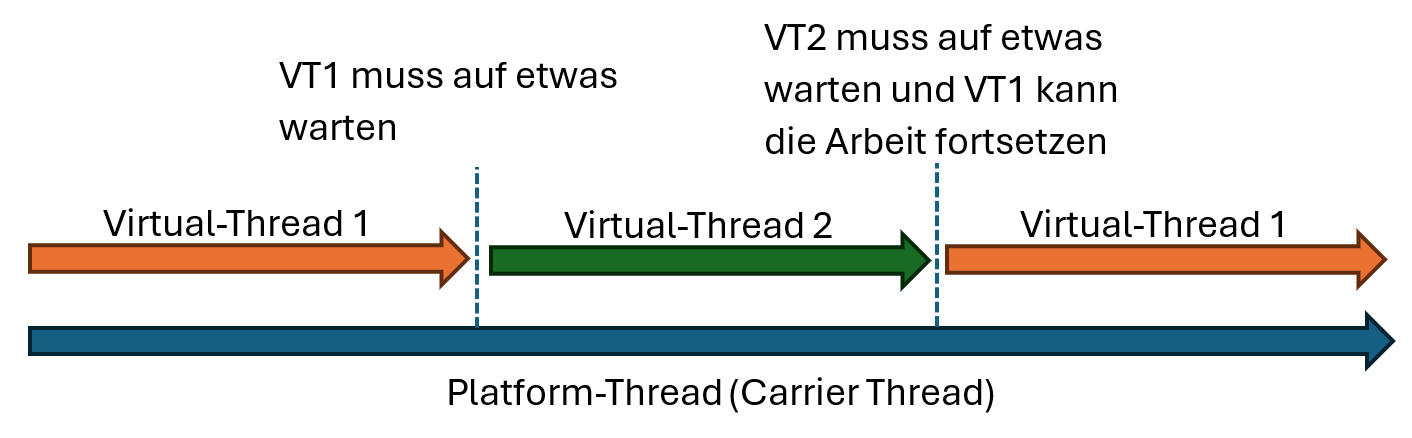 VT1 muss auf etwas
warten
VT2 muss auf etwas
warten und VT1 kann
die Arbeit fortsetzen
Virtual-Thread 1
Virtual-Thread 2
Virtual-Thread 1
Platform-Thread (Carrier Thread)